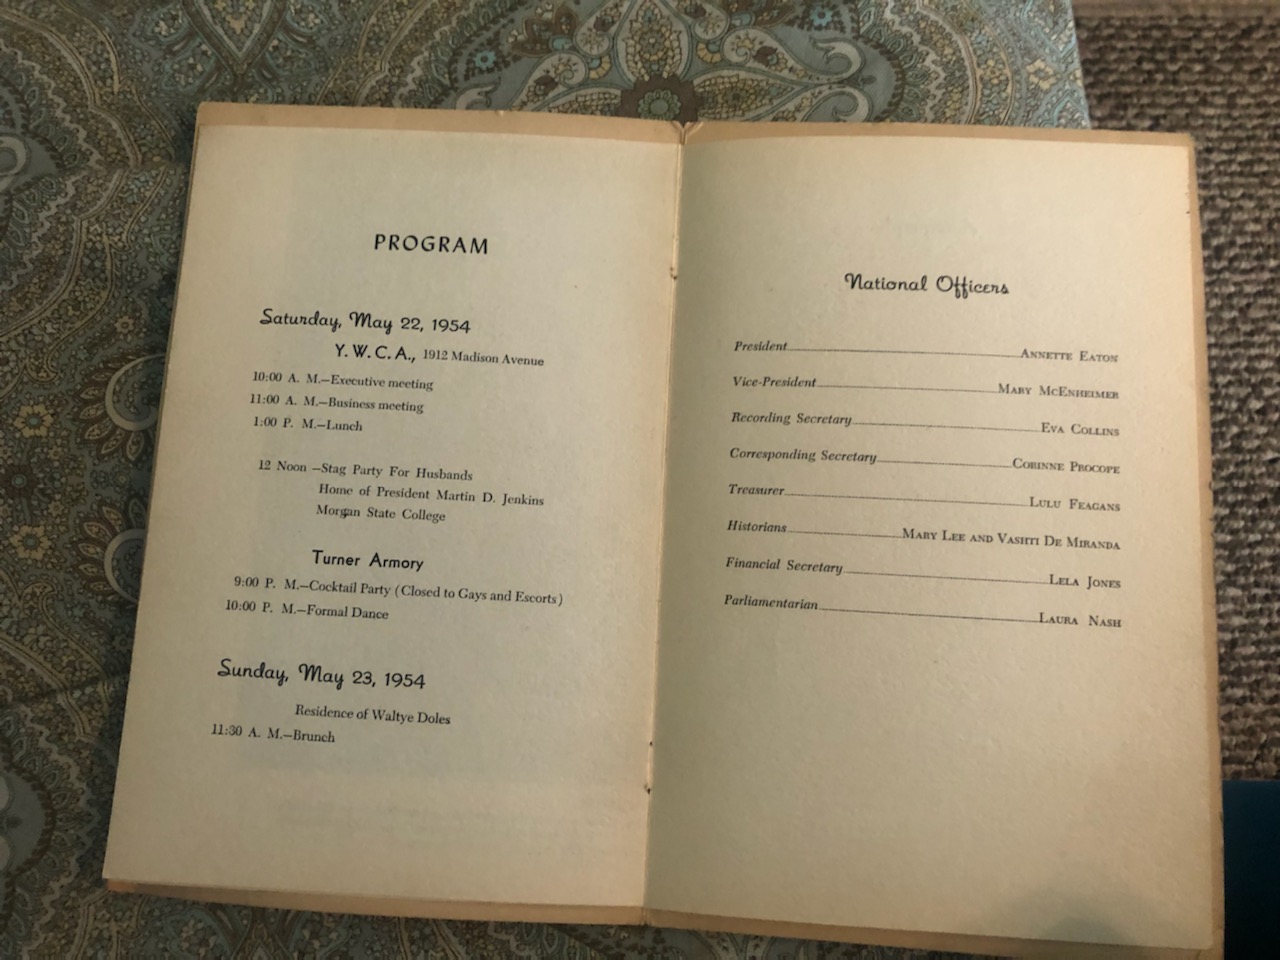 PROGRAM
Saturday, May 22, 1954
Y. W. C. A., 1912 Madison Avenue
10:00 A. M.—Executive meeting
11:00 A. M.—Business meeting
1:00 P. M.—Lunch
12 Noon —Stag Party For Husbands
Home of President Martin D. Jenkins
Morgan State College
Turner Armory
9:00 P. M.—Cocktail Party (Closed to Gays and Escorts)
10:00 P. M.—Formal Dance
Sunday, May 23, 1954
Residence of Waltye Doles
11:30 A. M.—Brunch
National Officers
President Annette Eaton
Vice-President Mary McEnheimer
Recording Secretary Eva Collins
Corresponding Secretary Corinne Procope
Treasurer Lulu Feagans
Historians Mary Lee and Vashti De Miranda
Financial Secretary Lela Jones
Parliamentarian Laura Nash